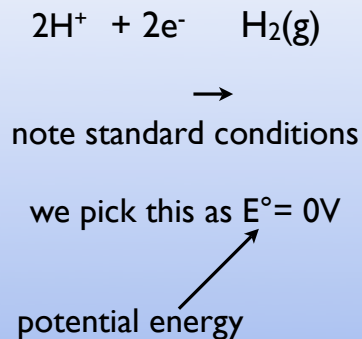 2H⁺ + 2e⁻ → H₂(g)
note standard conditions
we pick this as E°= 0V
potential energy